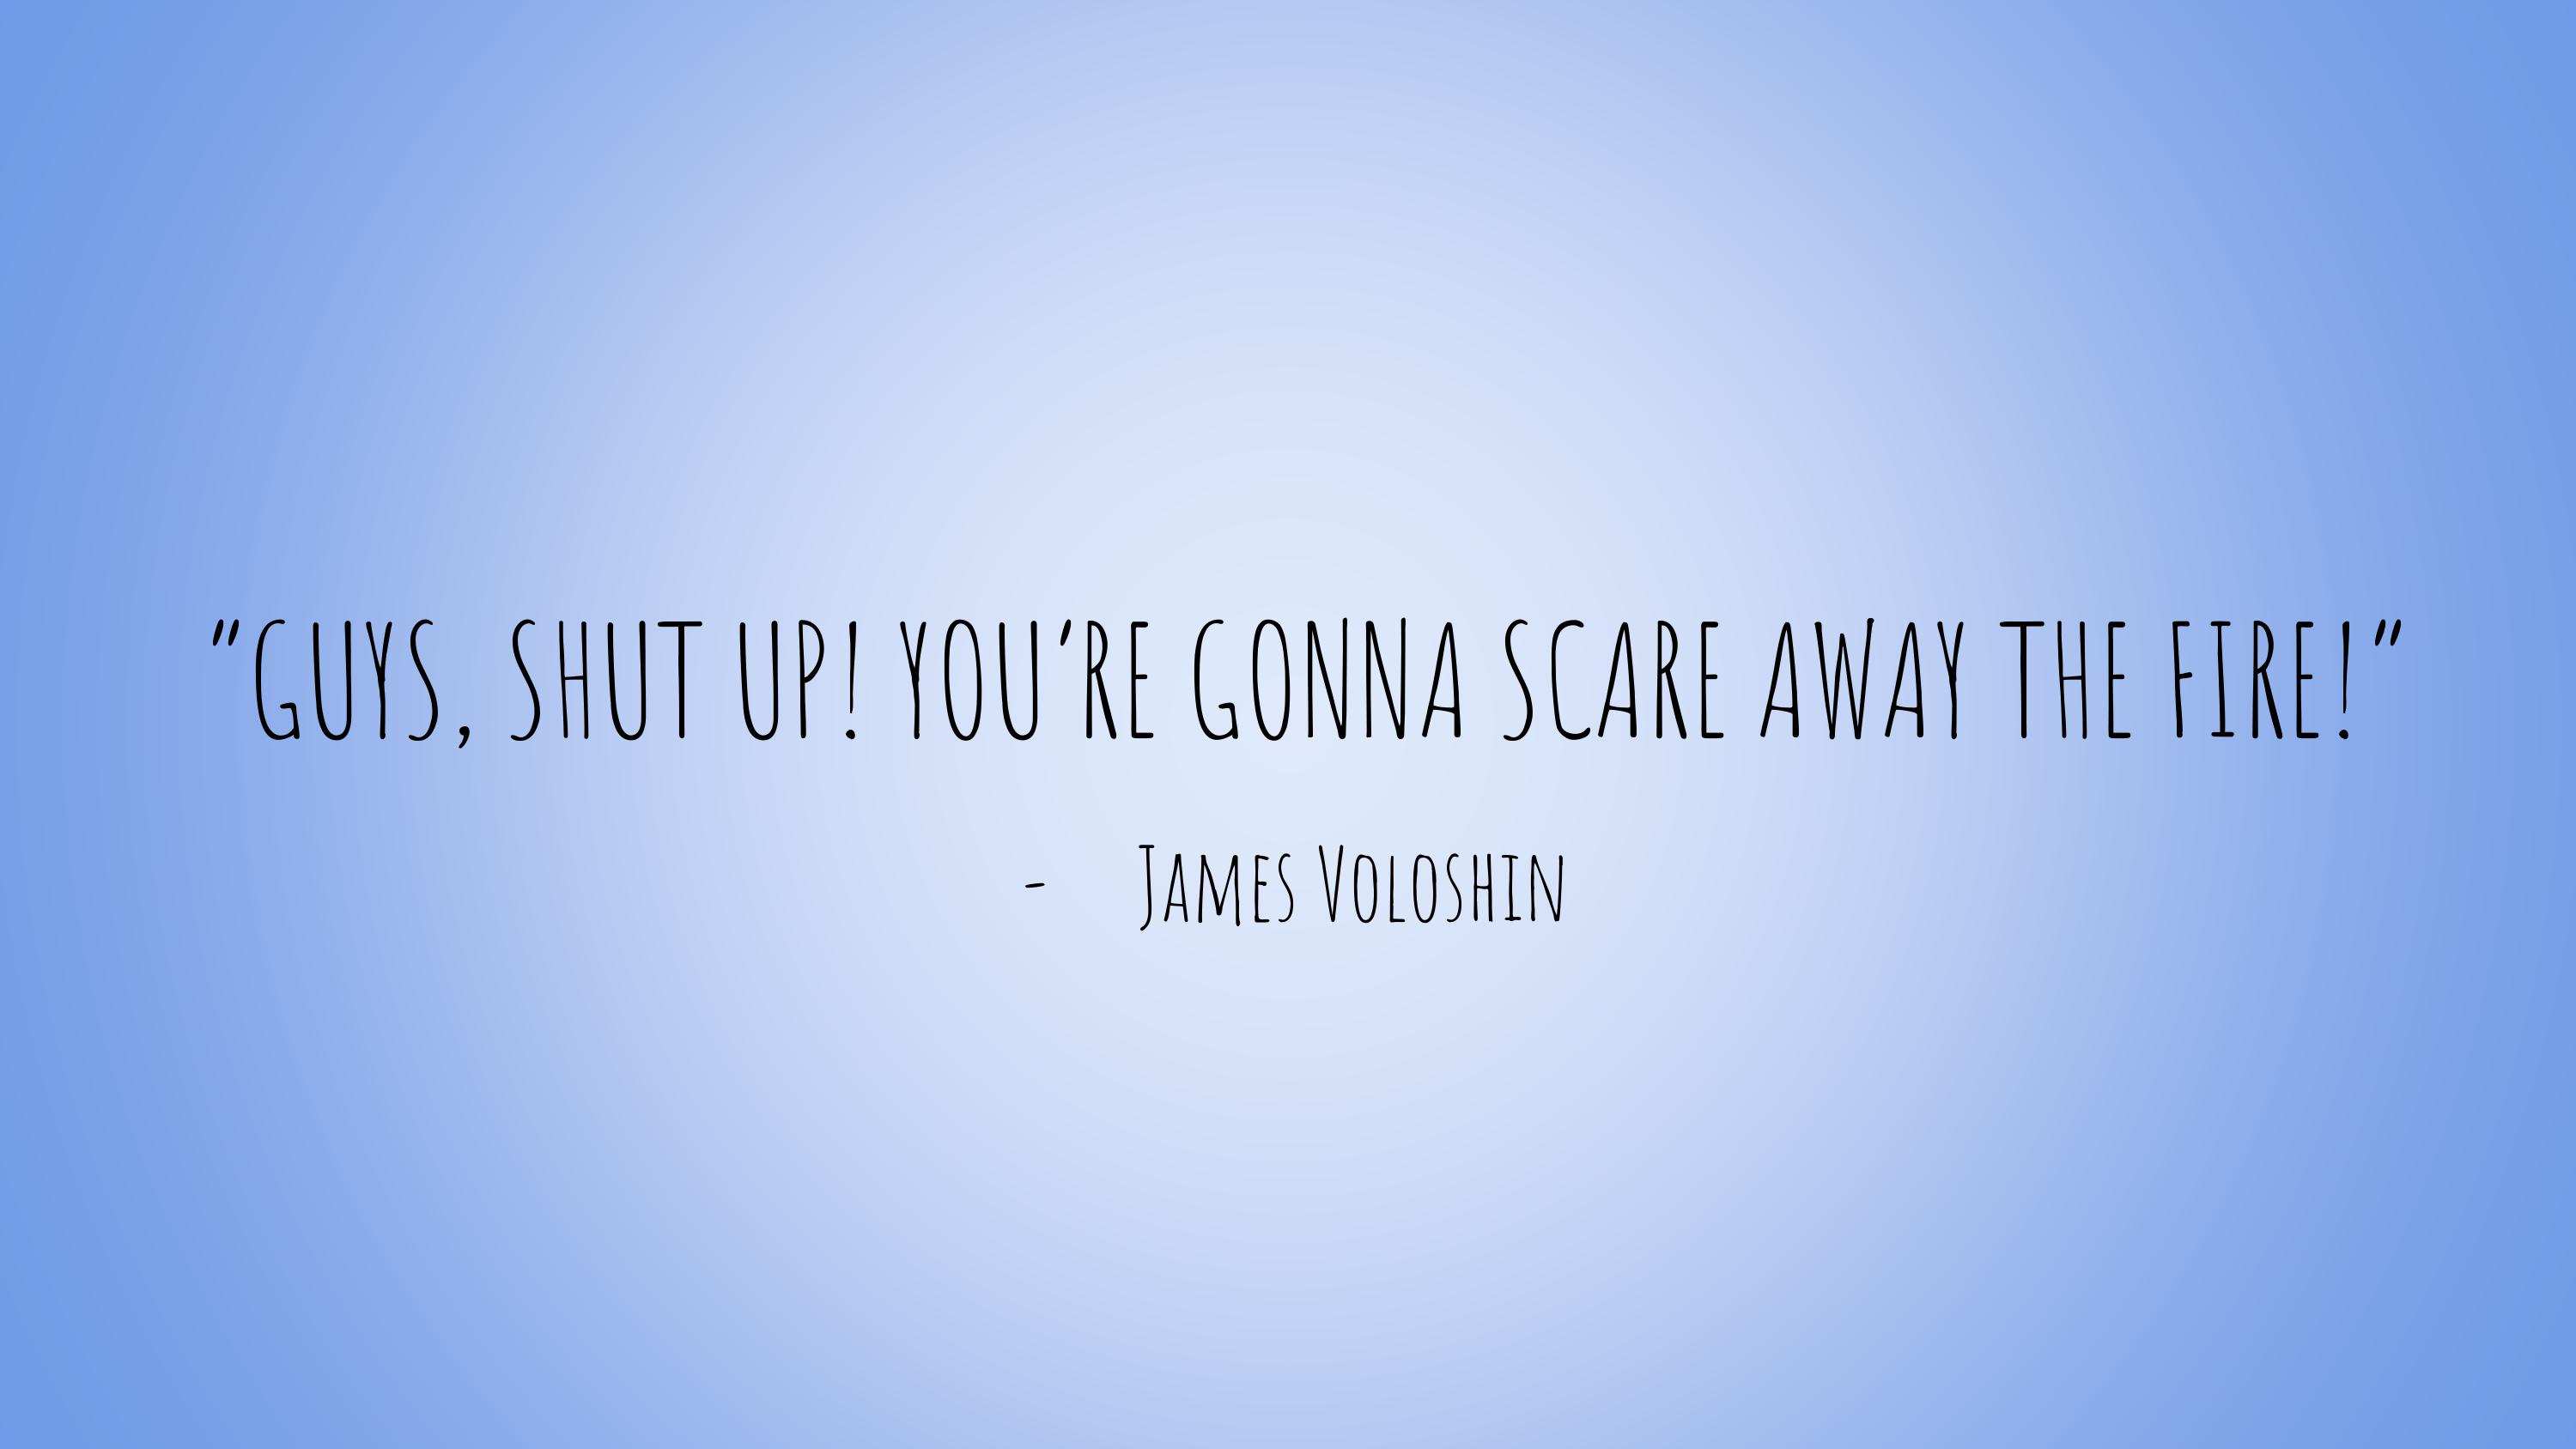 "GUYS, SHUT UP! YOU'RE GONNA SCARE AWAY THE FIRE!"
- JAMES VOLOSHIN